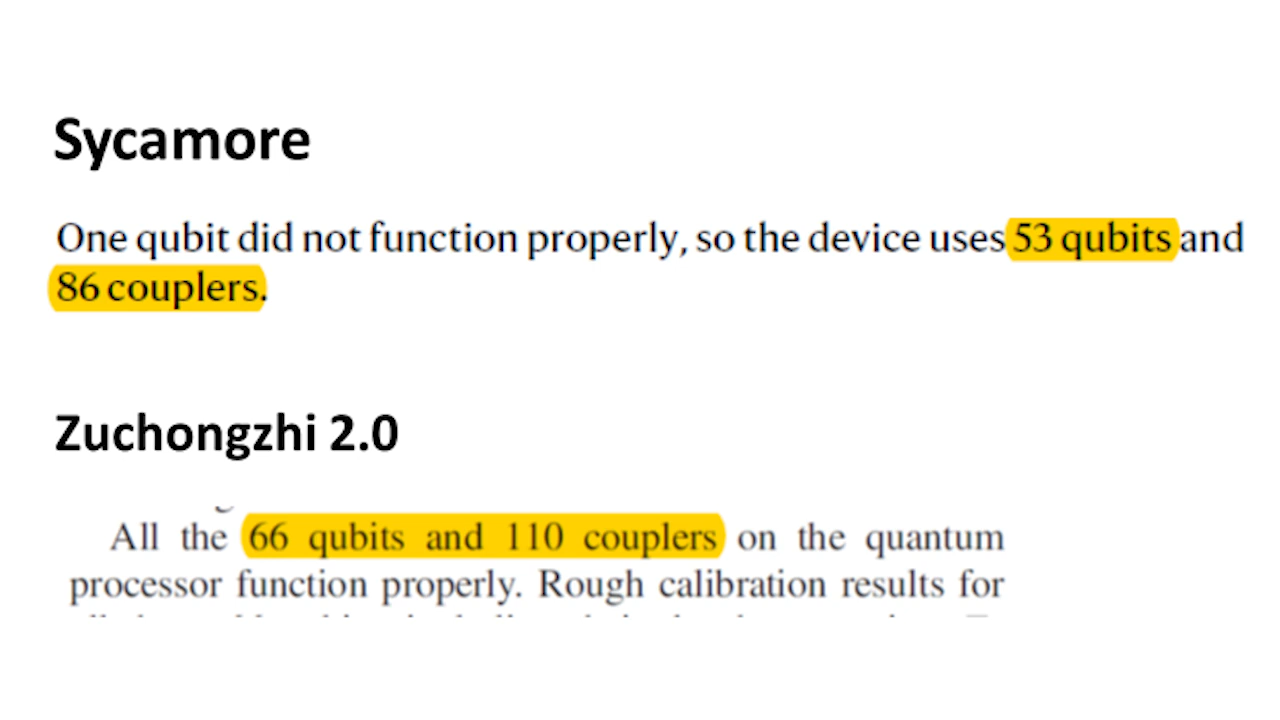 Sycamore
One qubit did not function properly, so the device uses 53 qubits and
86 couplers.
Zuchongzhi 2.0
All the 66 qubits and 110 couplers on the quantum
processor function properly. Rough calibration results for